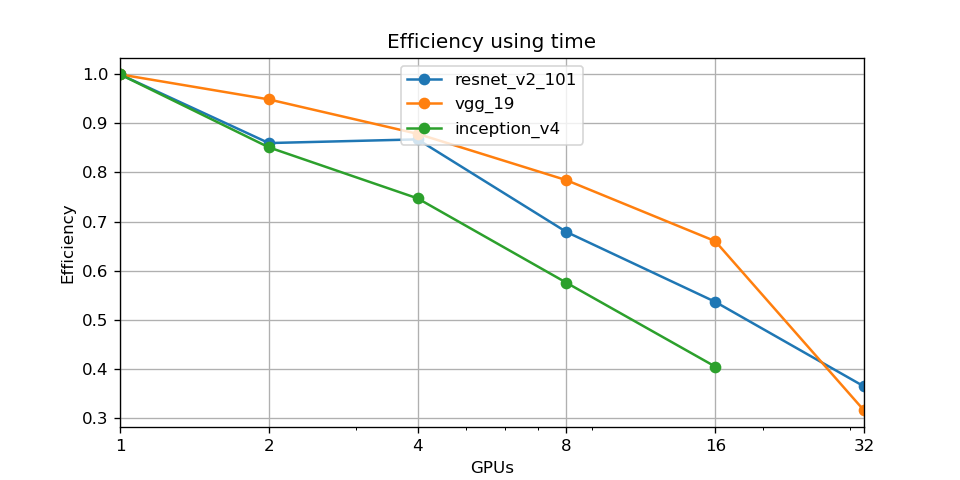 Efficiency using time
resnet_v2_101
vgg_19
inception_v4
Efficiency
1.0
0.9
0.8
0.7
0.6
0.5
0.4
0.3
1 2 4 8 16 32
GPUs